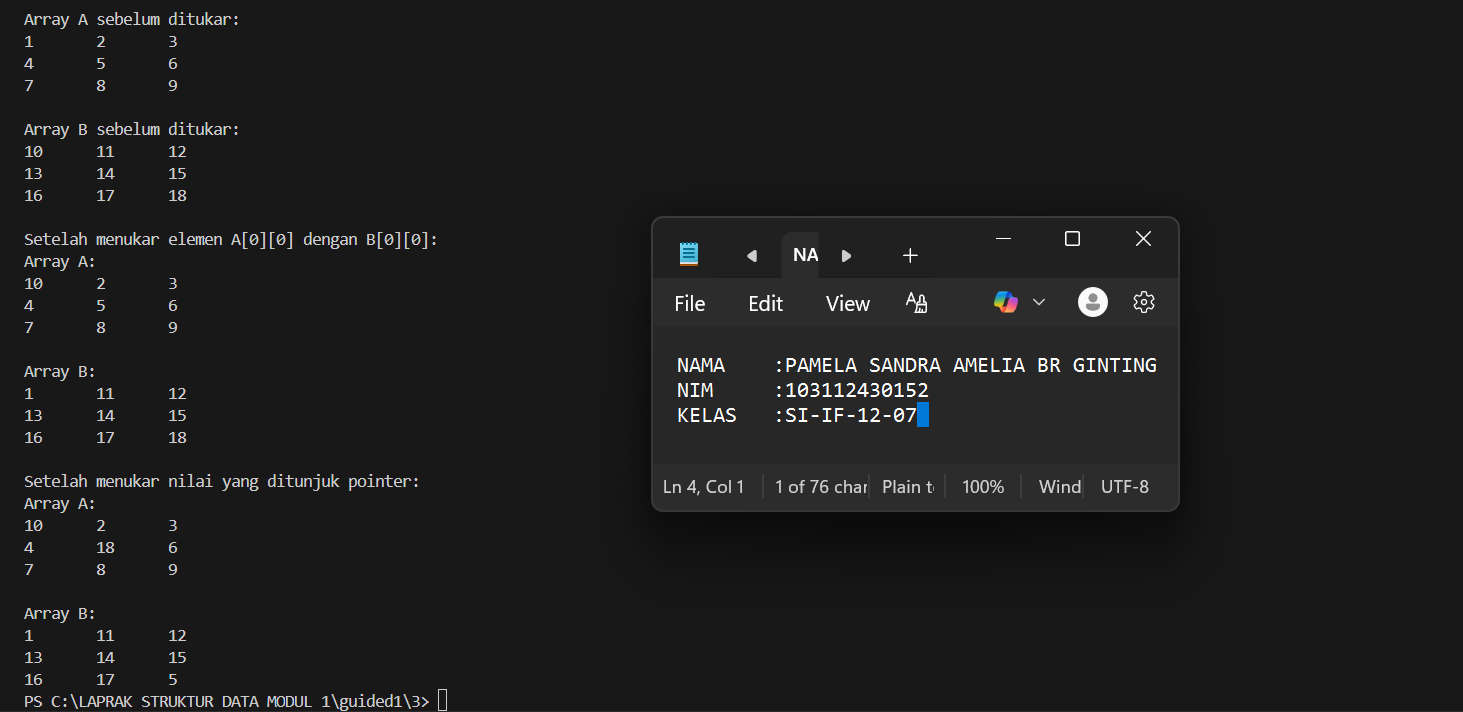 Array A sebelum ditukar:
1 2 3
4 5 6
7 8 9
Array B sebelum ditukar:
10 11 12
13 14 15
16 17 18
Setelah menukar elemen A[0][0] dengan B[0][0]:
Array A:
10 2 3
4 5 6
7 8 9
Array B:
1 11 12
13 14 15
16 17 18
Setelah menukar nilai yang ditunjuk pointer:
Array A:
10 2 3
4 18 6
7 8 9
Array B:
1 11 12
13 14 15
16 17 5
PS C:\LAPRAK STRUKTUR DATA MODUL 1\guided1\3>
NA
File Edit View
NAMA :PAMELA SANDRA AMELIA BR GINTING
NIM :103112430152
KELAS :SI-IF-12-07
Ln 4, Col 1 1 of 76 char Plain t 100% Wind UTF-8